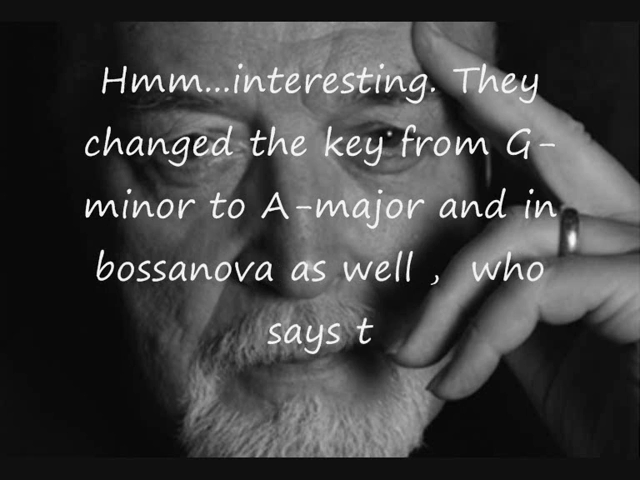 Hmm...interesting. They
changed the key from G-
minor to A-major and in
bossanova as well , who
says t